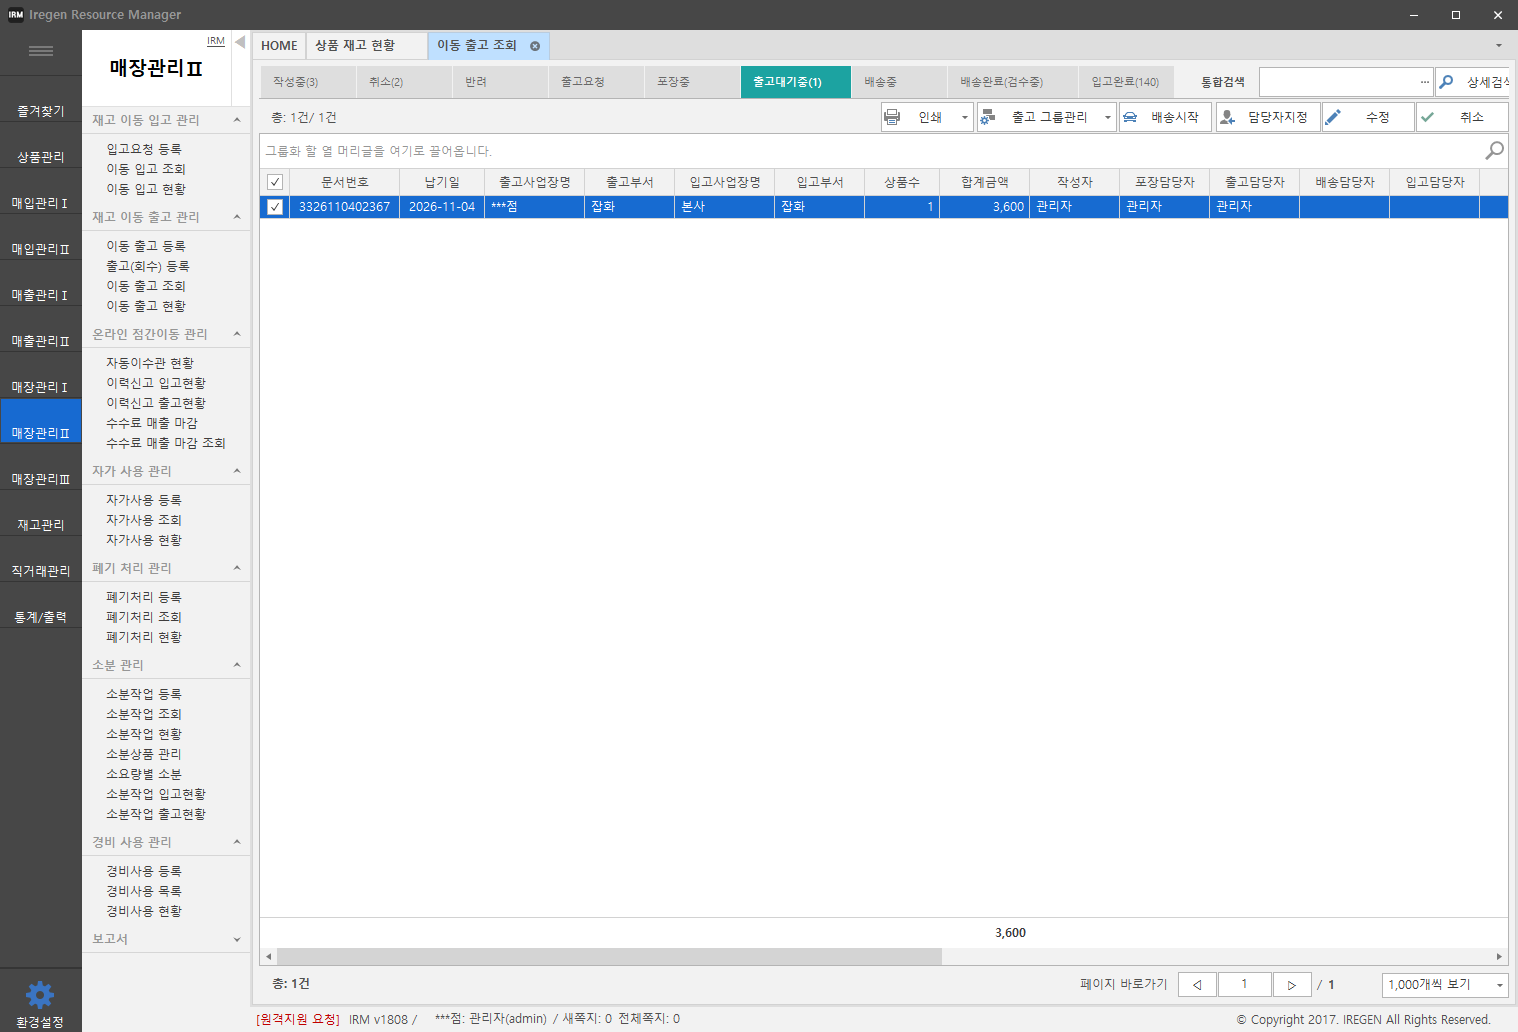 IRM Iregen Resource Manager
IRM
매장관리Ⅱ
즐겨찾기
상품관리
매입관리Ⅰ
매입관리Ⅱ
매출관리Ⅰ
매출관리Ⅱ
매장관리Ⅰ
매장관리Ⅱ
매장관리Ⅲ
재고관리
직거래관리
통계/출력
환경설정
재고 이동 입고 관리
입고요청 등록
이동 입고 조회
이동 입고 현황
재고 이동 출고 관리
이동 출고 등록
출고(회수) 등록
이동 출고 조회
이동 출고 현황
온라인 점간이동 관리
자동이수관 현황
이력신고 입고현황
이력신고 출고현황
수수료 매출 마감
수수료 매출 마감 조회
자가 사용 관리
자가사용 등록
자가사용 조회
자가사용 현황
폐기 처리 관리
폐기처리 등록
폐기처리 조회
폐기처리 현황
소분 관리
소분작업 등록
소분작업 조회
소분작업 현황
소분상품 관리
소요량별 소분
소분작업 입고현황
소분작업 출고현황
경비 사용 관리
경비사용 등록
경비사용 목록
경비사용 현황
보고서
HOME 상품 재고 현황 이동 출고 조회
작성중(3) 취소(2) 반려 출고요청 포장중 출고대기중(1) 배송중 배송완료(검수중) 입고완료(140) 통합검색 ... 상세검색
총: 1건/ 1건 인쇄 출고 그룹관리 배송시작 담당자지정 수정 취소
그룹화 할 열 머리글을 여기로 끌어옵니다.
문서번호 납기일 출고사업장명 출고부서 입고사업장명 입고부서 상품수 합계금액 작성자 포장담당자 출고담당자 배송담당자 입고담당자
3326110402367 2026-11-04 ***점 잡화 본사 잡화 1 3,600 관리자 관리자 관리자
3,600
총: 1건 페이지 바로가기 1 / 1 1,000개씩 보기
[원격지원 요청] IRM v1808 / ***점: 관리자(admin) / 새쪽지: 0 전체쪽지: 0 © Copyright 2017. IREGEN All Rights Reserved.